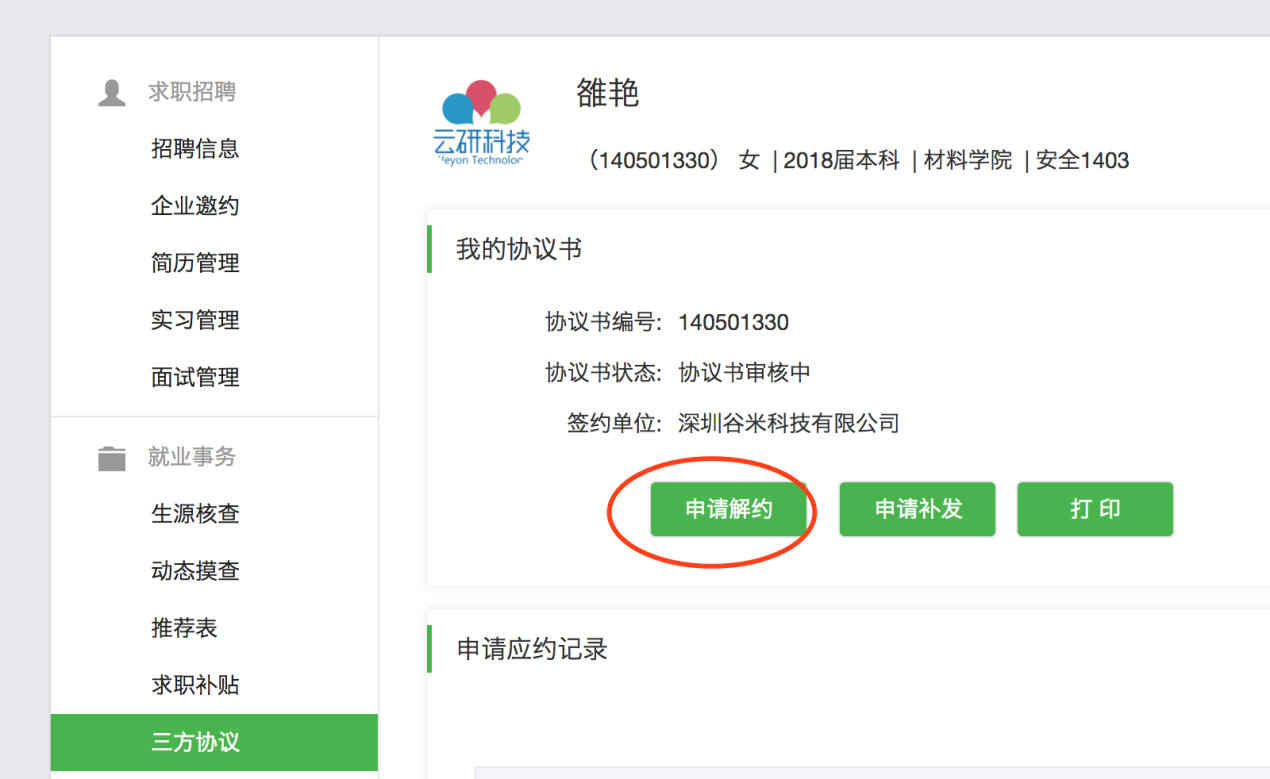 求职招聘
招聘信息
企业邀约
简历管理
实习管理
面试管理
就业事务
生源核查
动态摸查
推荐表
求职补贴
三方协议
云研科技
Yeyon Technolog
雒艳
（140501330） 女 | 2018届本科 | 材料学院 | 安全1403
我的协议书
协议书编号: 140501330
协议书状态: 协议书审核中
签约单位: 深圳谷米科技有限公司
申请解约 申请补发 打 印
申请应约记录